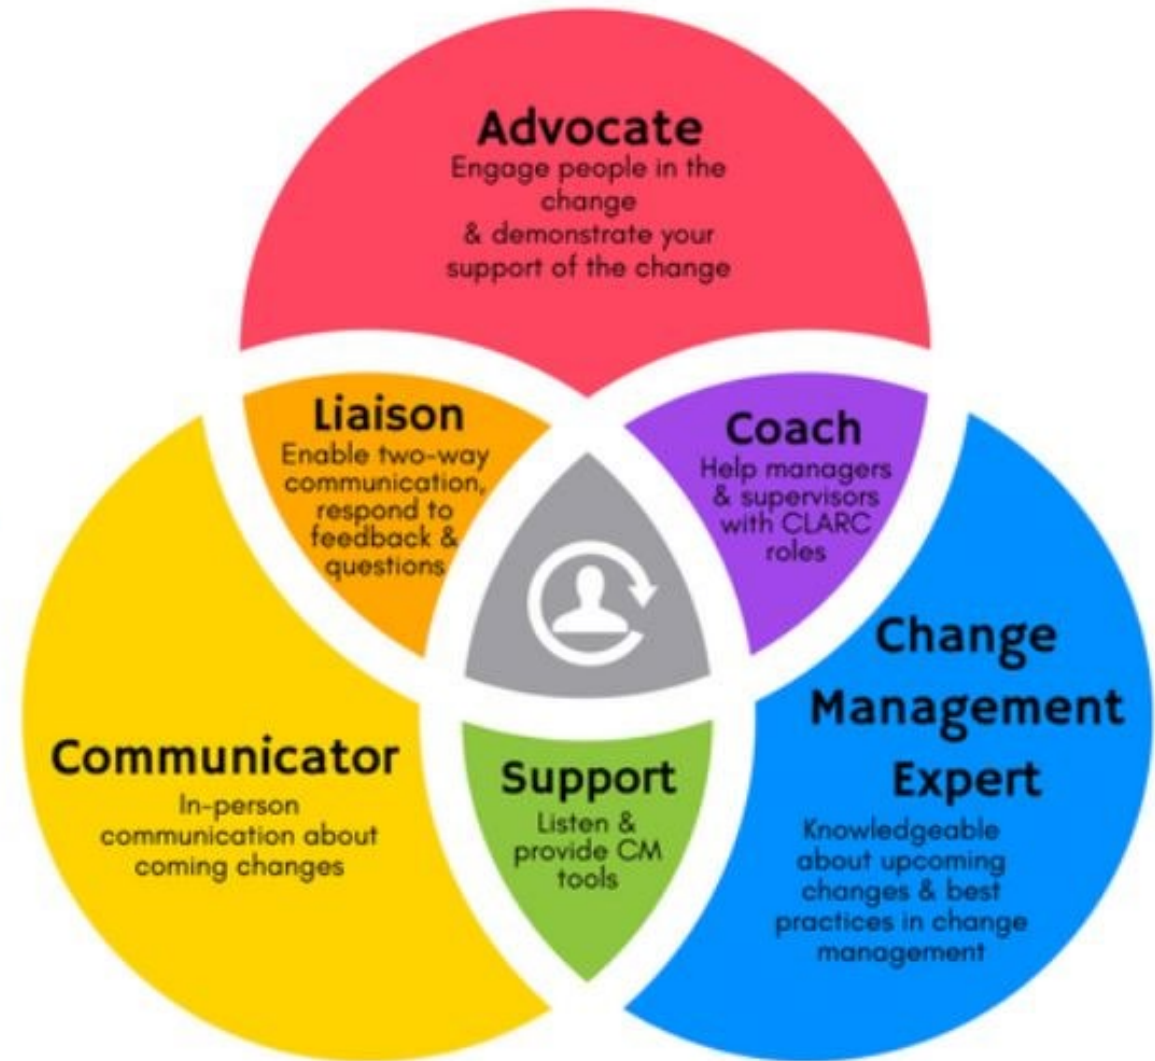 Advocate
Engage people in the
change
& demonstrate your
support of the change
Liaison
Enable two-way
communication,
respond to
feedback &
questions
Coach
Help managers
& supervisors
with CLARC
roles
Communicator
In-person
communication about
coming changes
Support
Listen &
provide CM
tools
Change
Management
Expert
Knowledgeable
about upcoming
changes & best
practices in change
management